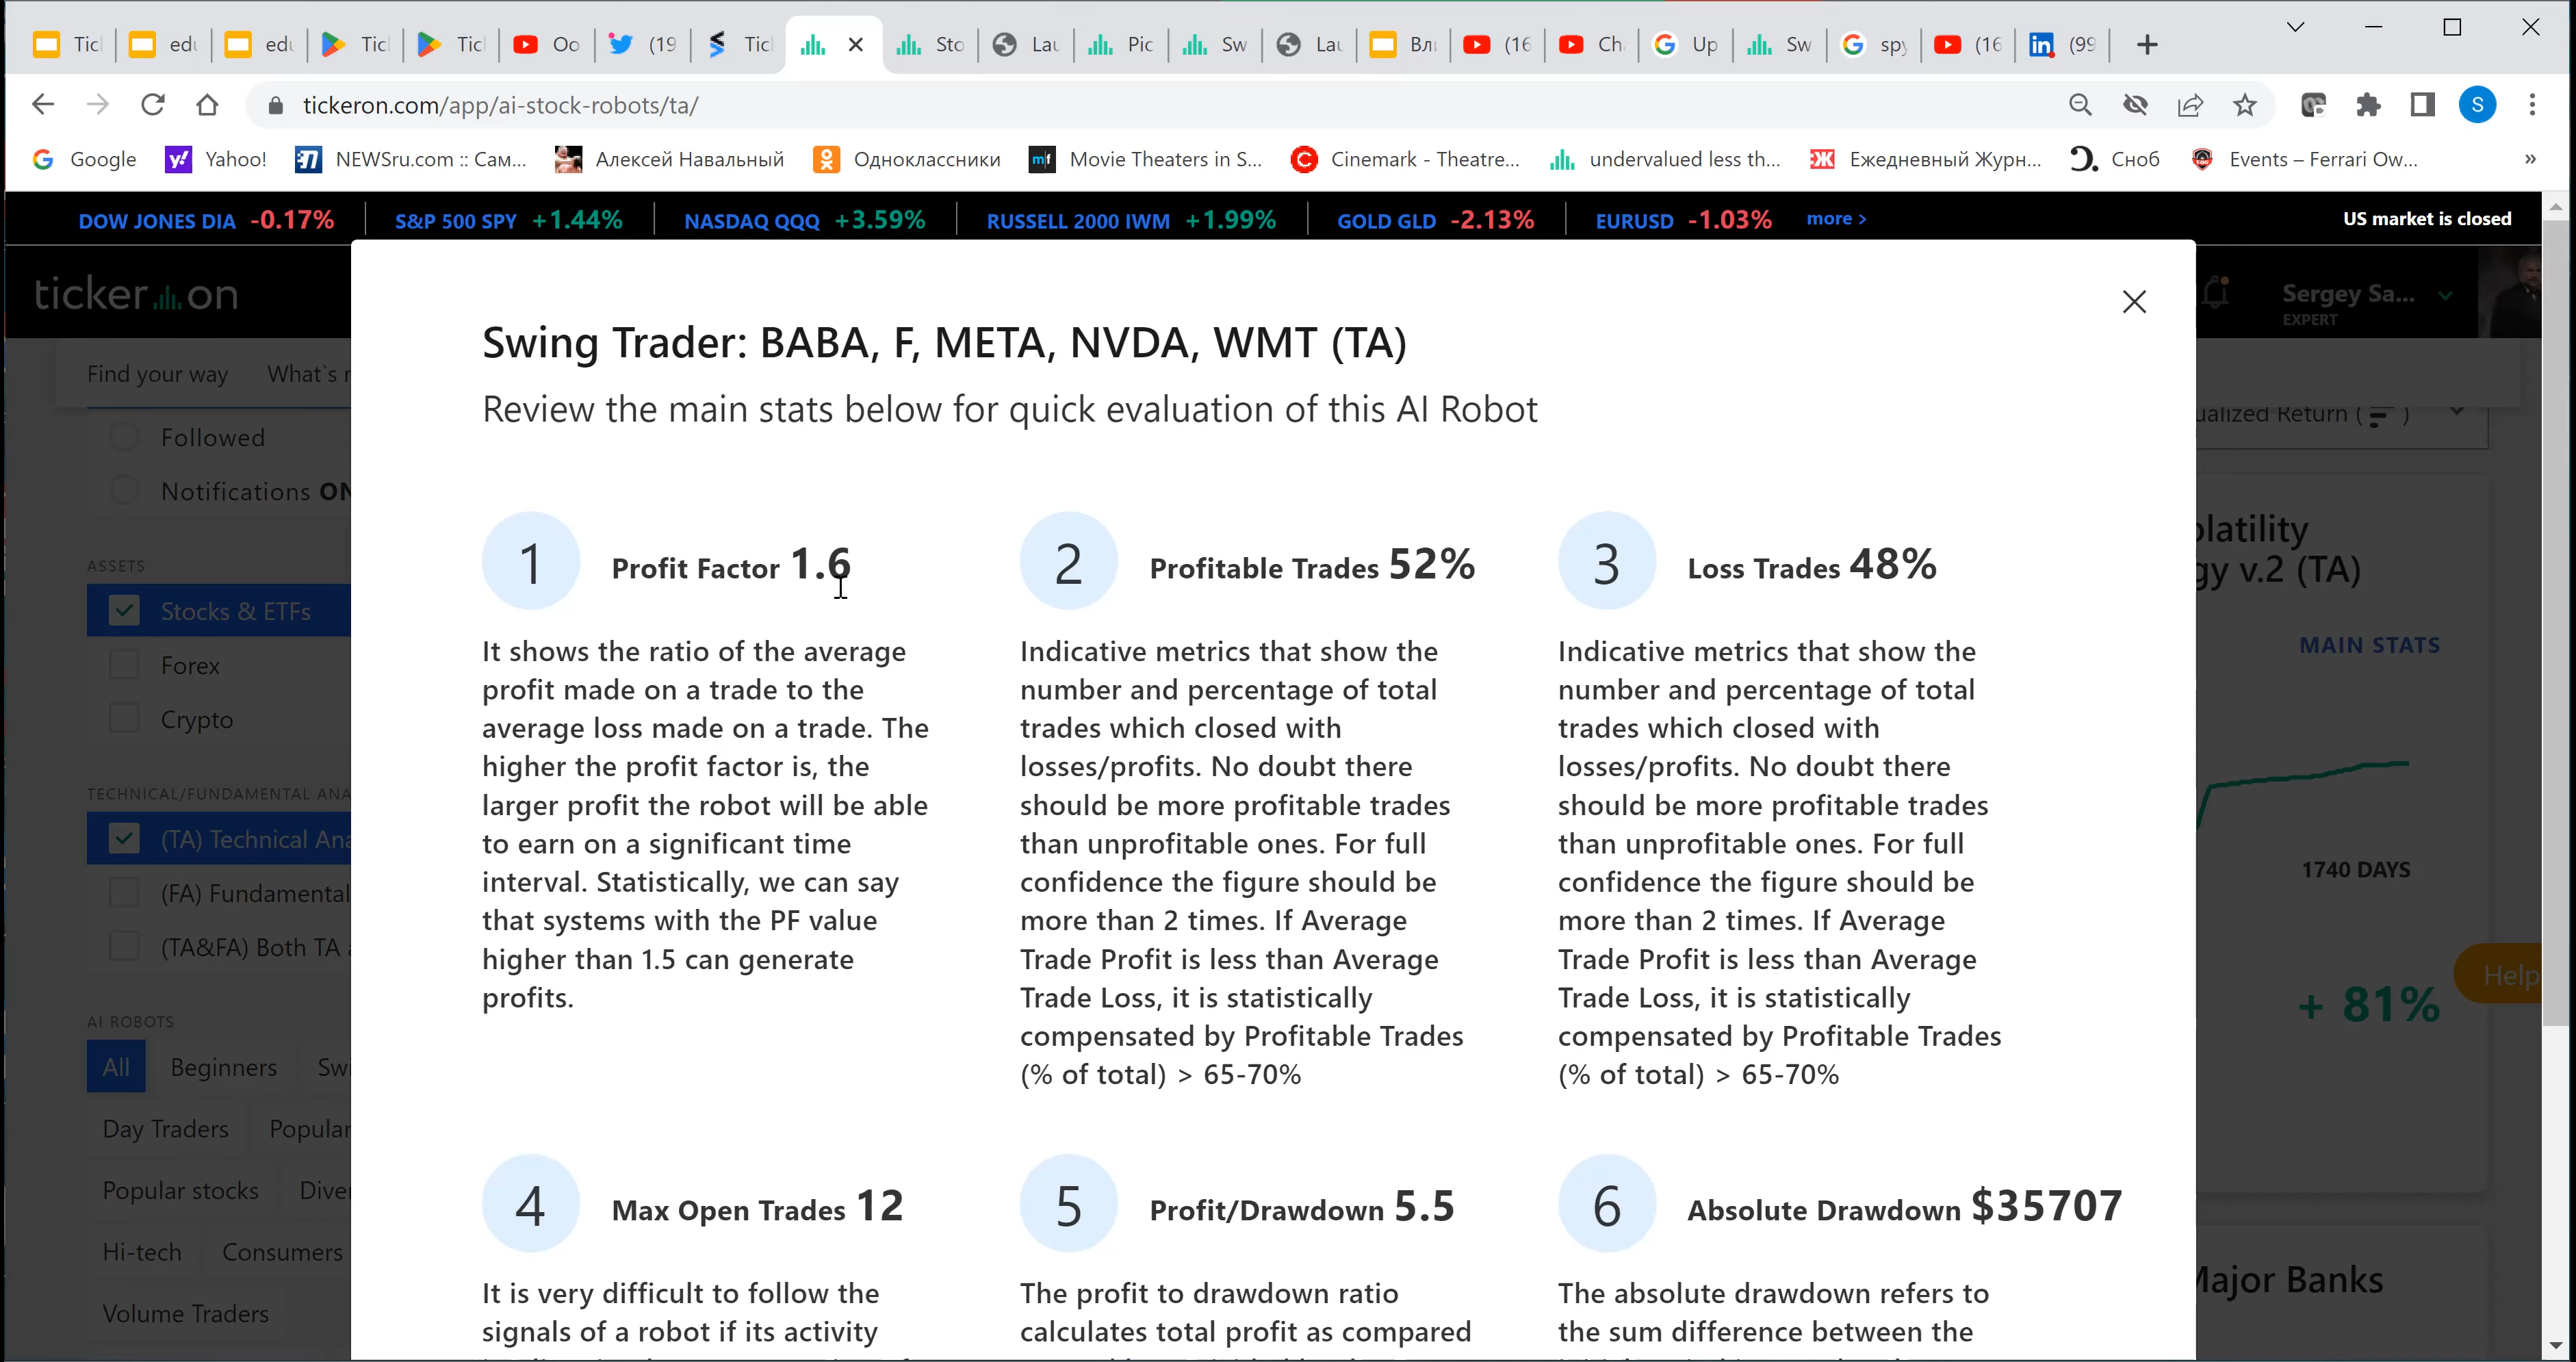 Tic
edu
edu
Tic
Tic
Oo
(19
Tic
Sto
Lau
Pic
Sw
Lau
Вли
(16
Ch
Up
Sw
spy
(16
(99
tickeron.com/app/ai-stock-robots/ta/
S
Google
Yahoo!
NEWSru.com :: Сам...
Алексей Навальный
Одноклассники
Movie Theaters in S...
Cinemark - Theatre...
undervalued less th...
Ежедневный Журн...
Сноб
Events – Ferrari Ow...
»
DOW JONES DIA -0.17%
S&P 500 SPY +1.44%
NASDAQ QQQ +3.59%
RUSSELL 2000 IWM +1.99%
GOLD GLD -2.13%
EURUSD -1.03%
more >
US market is closed
tickeron
Sergey Sa...
EXPERT
Find your way
What`s
Followed
Notifications ON
ASSETS
Stocks & ETFs
Forex
Crypto
TECHNICAL/FUNDAMENTAL ANA
(TA) Technical Ana
(FA) Fundamental
(TA&FA) Both TA
AI ROBOTS
All
Beginners
Swi
Day Traders
Popular
Popular stocks
Diver
Hi-tech
Consumers
Volume Traders
Swing Trader: BABA, F, META, NVDA, WMT (TA)
Review the main stats below for quick evaluation of this AI Robot
1
Profit Factor 1.6
It shows the ratio of the average
profit made on a trade to the
average loss made on a trade. The
higher the profit factor is, the
larger profit the robot will be able
to earn on a significant time
interval. Statistically, we can say
that systems with the PF value
higher than 1.5 can generate
profits.
2
Profitable Trades 52%
Indicative metrics that show the
number and percentage of total
trades which closed with
losses/profits. No doubt there
should be more profitable trades
than unprofitable ones. For full
confidence the figure should be
more than 2 times. If Average
Trade Profit is less than Average
Trade Loss, it is statistically
compensated by Profitable Trades
(% of total) > 65-70%
3
Loss Trades 48%
Indicative metrics that show the
number and percentage of total
trades which closed with
losses/profits. No doubt there
should be more profitable trades
than unprofitable ones. For full
confidence the figure should be
more than 2 times. If Average
Trade Profit is less than Average
Trade Loss, it is statistically
compensated by Profitable Trades
(% of total) > 65-70%
4
Max Open Trades 12
It is very difficult to follow the
signals of a robot if its activity
5
Profit/Drawdown 5.5
The profit to drawdown ratio
calculates total profit as compared
6
Absolute Drawdown $35707
The absolute drawdown refers to
the sum difference between the
ualized Return (
olatility
gy v.2 (TA)
MAIN STATS
1740 DAYS
Help
+ 81%
Major Banks